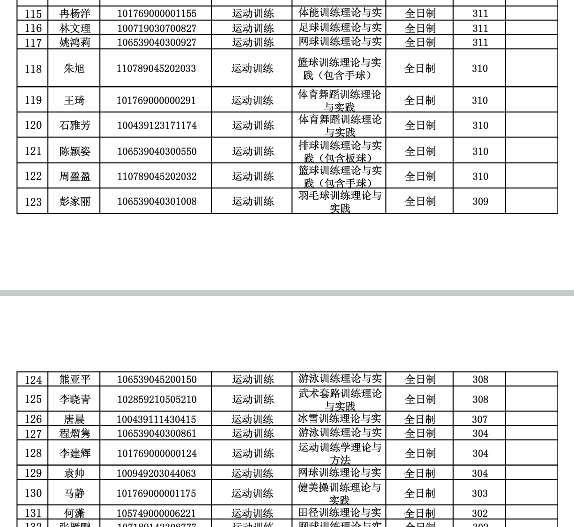 115 冉杨洋 101769000001155 运动训练 体能训练理论与实 全日制 311
116 林文理 100719030700827 运动训练 足球训练理论与实 全日制 311
117 姚鸿莉 106539040300927 运动训练 网球训练理论与实 全日制 311
118 朱旭 110789045202033 运动训练 篮球训练理论与实 全日制 310
践（包含手球）
119 王琦 101769000000291 运动训练 体育舞蹈训练理论 全日制 310
与实践
120 石雅芳 100439123171174 运动训练 体育舞蹈训练理论 全日制 310
与实践
121 陈颖姿 106539040300550 运动训练 排球训练理论与实 全日制 310
践（包含板球）
122 周盈盈 110789045202032 运动训练 篮球训练理论与实 全日制 310
践（包含手球）
123 彭家丽 106539040301008 运动训练 羽毛球训练理论与 全日制 309
实践
124 熊亚平 106539045200150 运动训练 游泳训练理论与实 全日制 308
125 李晓青 102859210505210 运动训练 武术套路训练理论 全日制 308
与实践
126 唐晨 100439111430415 运动训练 冰雪训练理论与实 全日制 307
127 程熠隽 106539040300861 运动训练 游泳训练理论与实 全日制 304
128 李建辉 101769000000124 运动训练 运动训练学理论与 全日制 304
方法
129 袁帅 100949203044063 运动训练 网球训练理论与实 全日制 304
130 马静 101769000001175 运动训练 健美操训练理论与 全日制 303
实践
131 何潇 105749000006221 运动训练 田径训练理论与实 全日制 302